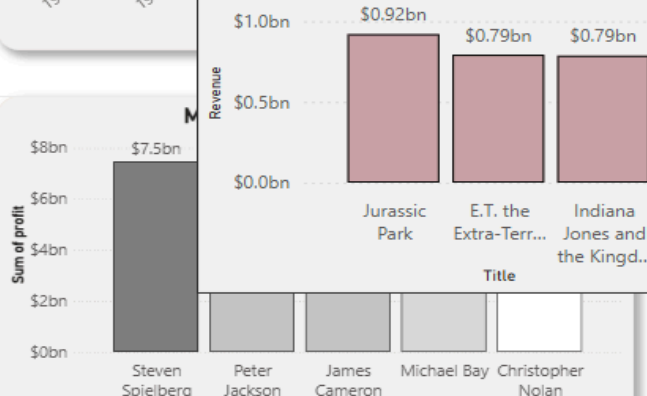 $1.0bn
$0.92bn
$0.79bn
$0.79bn
Revenue
$0.5bn
$0.0bn
Jurassic
Park
E.T. the
Extra-Terr...
Indiana
Jones and
the Kingd..
Title
M
$8bn
$7.5bn
$6bn
$4bn
$2bn
$0bn
Sum of profit
Steven
Spielberg
Peter
Jackson
James
Cameron
Michael Bay
Christopher
Nolan